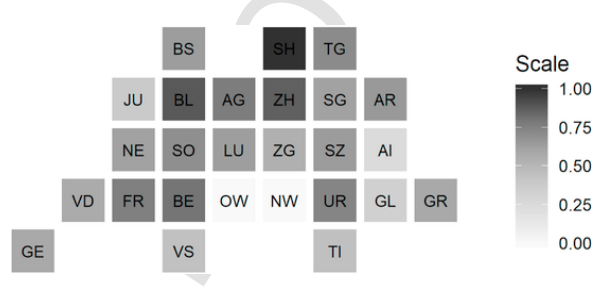 BS SH TG
Scale
JU BL AG ZH SG AR
1.00
NE SO LU ZG SZ AI
0.75
0.50
VD FR BE OW NW UR GL GR
0.25
0.00
GE VS TI